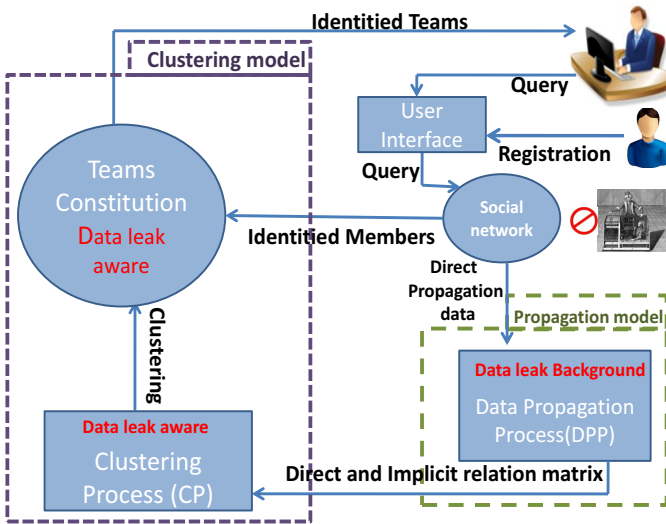 Identitied Teams
Clustering model
Query
User
Interface
Registration
Query
Teams
Constitution
Data leak
aware
Social
network
Identitied Members
Direct
Propagation
data
Propagation model
Clustering
Data leak Background
Data Propagation
Process(DPP)
Data leak aware
Clustering
Process (CP)
Direct and Implicit relation matrix